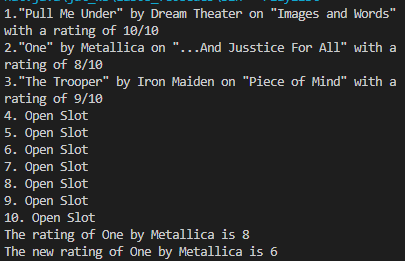 1."Pull Me Under" by Dream Theater on "Images and Words"
with a rating of 10/10
2."One" by Metallica on "...And Jusstice For All" with a
rating of 8/10
3."The Trooper" by Iron Maiden on "Piece of Mind" with a
rating of 9/10
4. Open Slot
5. Open Slot
6. Open Slot
7. Open Slot
8. Open Slot
9. Open Slot
10. Open Slot
The rating of One by Metallica is 8
The new rating of One by Metallica is 6